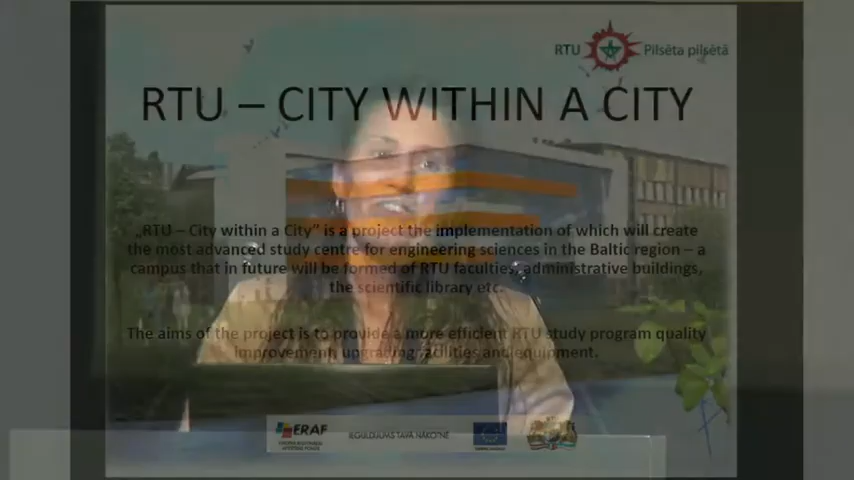 RTU Pilsēta pilsētā
RTU – CITY WITHIN A CITY
„RTU – City within a City" is a project the implementation of which will create
the most advanced study centre for engineering sciences in the Baltic region – a
campus that in future will be formed of RTU faculties, administrative buildings,
the scientific library etc.
The aims of the project is to provide a more efficient RTU study program quality
improvement, upgrading facilities and equipment.
ERAF
IEGULDĪJUMS TAVĀ NĀKOTNĒ